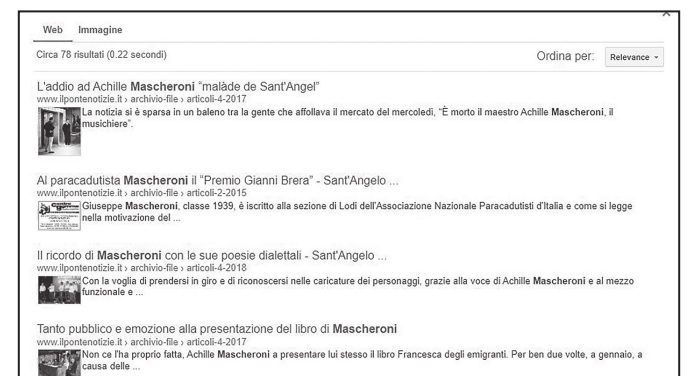 Web Immagine
Circa 78 risultati (0.22 secondi)
Ordina per: Relevance
L'addio ad Achille Mascheroni “malàde de Sant'Angel”
www.ilpontenotizie.it › archivio-file › articoli-4-2017
La notizia si è sparsa in un baleno tra la gente che affollava il mercato del mercoledì, “È morto il maestro Achille Mascheroni, il
musichiere”.
Al paracadutista Mascheroni il “Premio Gianni Brera” - Sant'Angelo ...
www.ilpontenotizie.it › archivio-file › articoli-2-2015
Giuseppe Mascheroni, classe 1939, è iscritto alla sezione di Lodi dell'Associazione Nazionale Paracadutisti d'Italia e come si legge
nella motivazione del ...
Il ricordo di Mascheroni con le sue poesie dialettali - Sant'Angelo ...
www.ilpontenotizie.it › archivio-file › articoli-4-2018
Con la voglia di prendersi in giro e di riconoscersi nelle caricature dei personaggi, grazie alla voce di Achille Mascheroni e al mezzo
funzionale e ...
Tanto pubblico e emozione alla presentazione del libro di Mascheroni
www.ilpontenotizie.it › archivio-file › articoli-4-2017
Non ce l'ha proprio fatta, Achille Mascheroni a presentare lui stesso il libro Francesca degli emigranti. Per ben due volte, a gennaio, a
causa delle ...